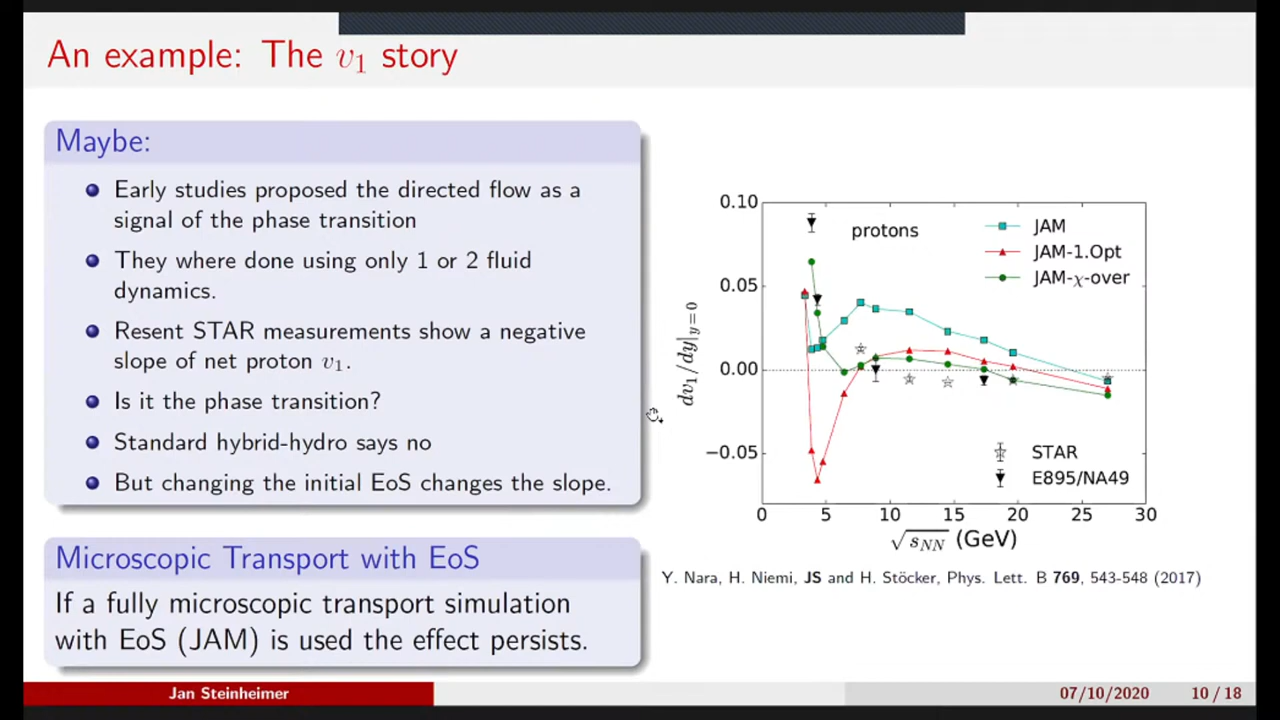 An example: The v₁ story
Maybe:
Early studies proposed the directed flow as a
signal of the phase transition
They where done using only 1 or 2 fluid
dynamics.
Resent STAR measurements show a negative
slope of net proton v₁.
Is it the phase transition?
Standard hybrid-hydro says no
But changing the initial EoS changes the slope.
Microscopic Transport with EoS
If a fully microscopic transport simulation
with EoS (JAM) is used the effect persists.
dv₁/dy|y=0
0.10
0.05
0.00
−0.05
protons
JAM
JAM-1.Opt
JAM-χ-over
STAR
E895/NA49
0 5 10 15 20 25 30
√sNN (GeV)
Y. Nara, H. Niemi, JS and H. Stöcker, Phys. Lett. B 769, 543-548 (2017)
Jan Steinheimer 07/10/2020 10 / 18